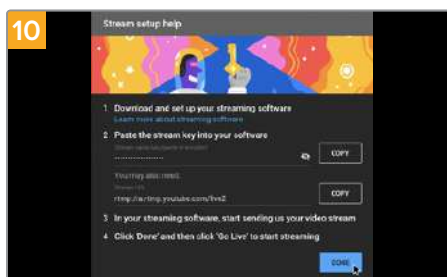 10
Stream setup help
1 Download and set up your streaming software
Learn more about streaming software
2 Paste the stream key into your software
COPY
You may also need:
Stream URL
rtmp://a.rtmp.youtube.com/live2
COPY
3 In your streaming software, start sending us your video stream
4 Click 'Done' and then click 'Go Live' to start streaming
DONE